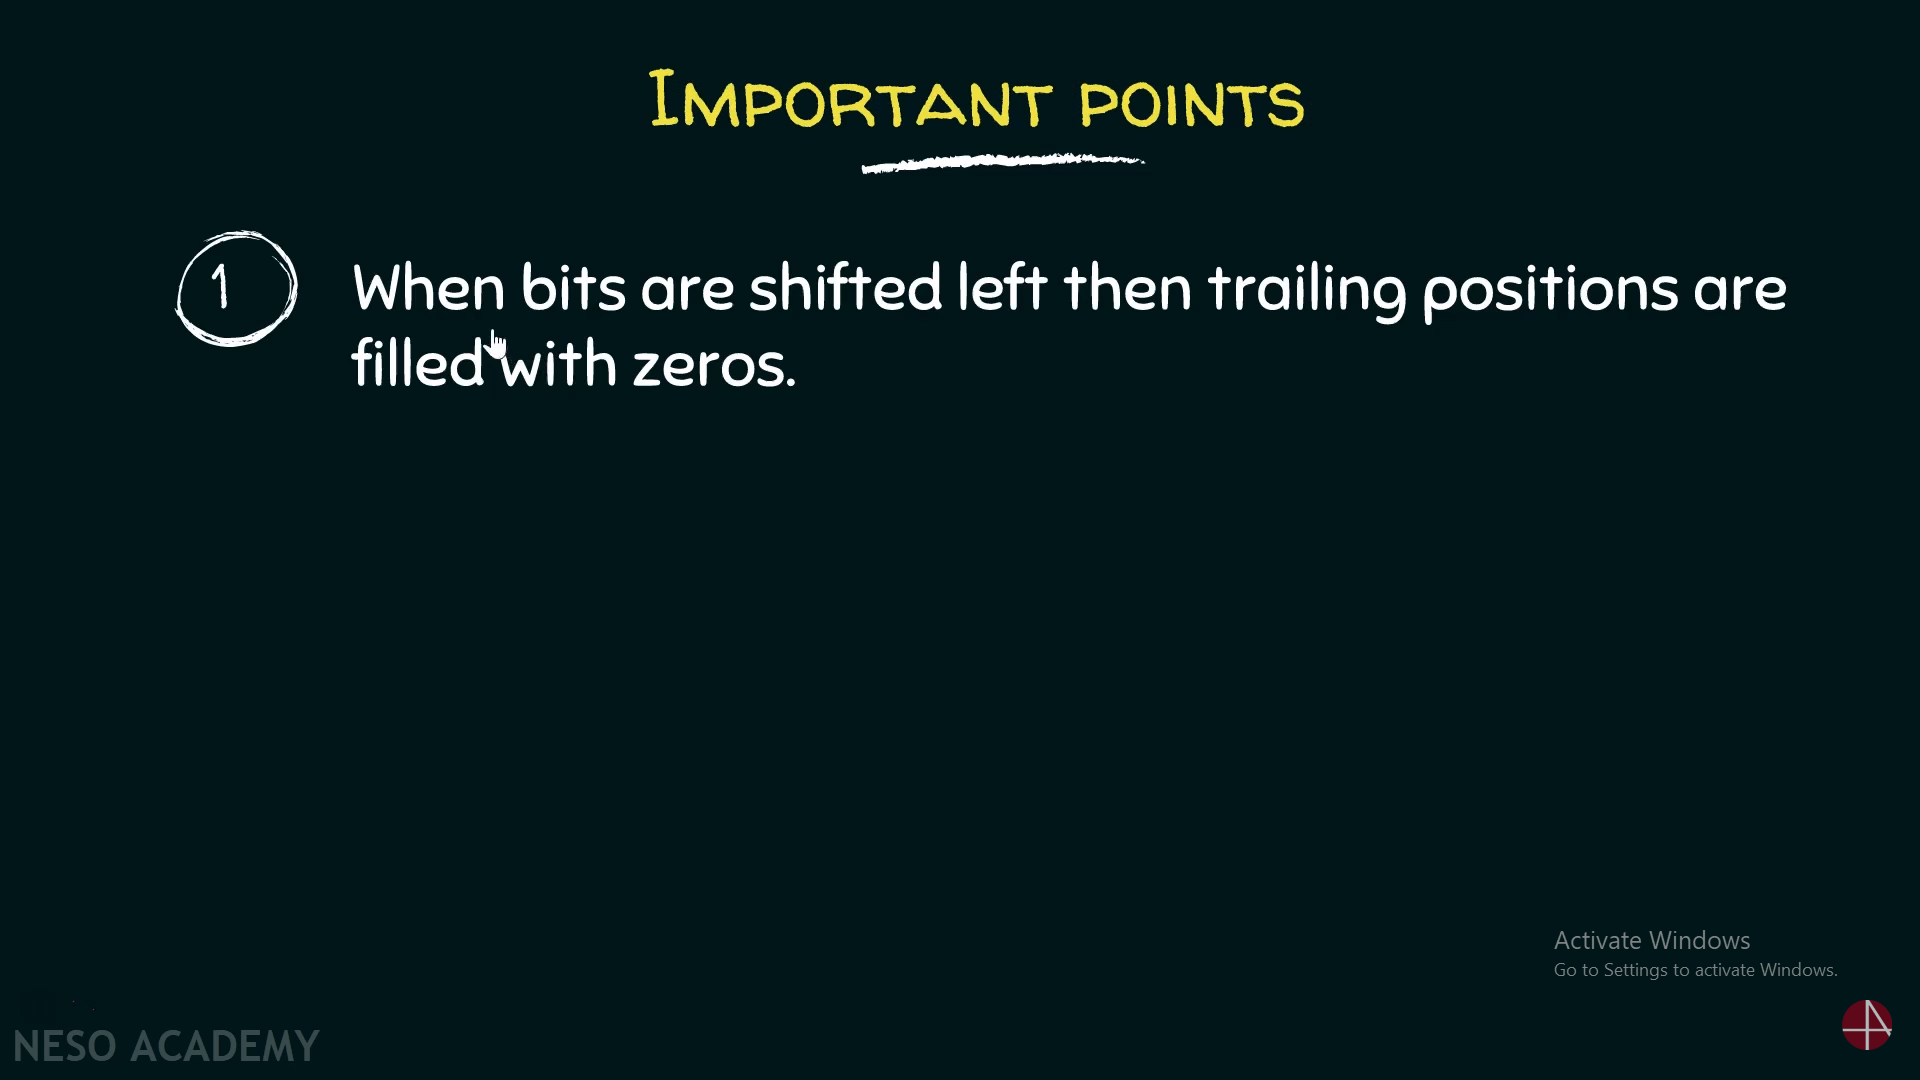 Important points
1 When bits are shifted left then trailing positions are
filled with zeros.
Activate Windows
Go to Settings to activate Windows.
NESO ACADEMY